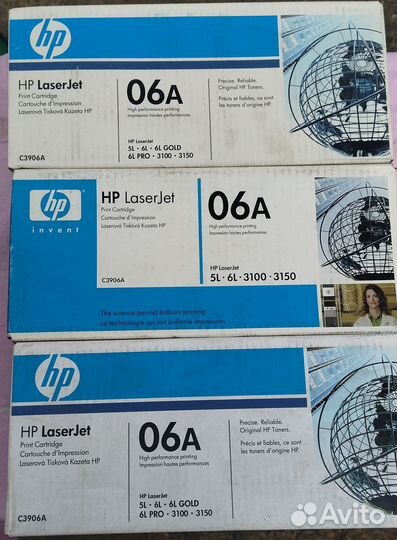 hp
HP LaserJet
Print Cartridge
Cartouche d'Impression
Laserová Tisková Kazeta HP
C3906A
06A
High performance printing
Impression hautes performances
HP LaserJet
5L · 6L · 6L GOLD
6L PRO · 3100 · 3150
Precise. Reliable.
Original HP Toners.
Précis et fiables, ce sont
les toners HP d'origine.
hp
invent
HP LaserJet
Print Cartridge
Cartouche d'Impression
Laserová Tisková Kazeta HP
C3906A
06A
High performance printing
Impression hautes performances
HP LaserJet
5L · 6L · 3100 · 3150
The science behind brilliant printing.
La technologie qui fait brillante impression.
hp
HP LaserJet
Print Cartridge
Cartouche d'Impression
Laserová Tisková Kazeta HP
C3906A
06A
High performance printing
Impression hautes performances
HP LaserJet
5L · 6L · 6L GOLD
6L PRO · 3100 · 3150
Precise. Reliable.
Original HP Toners.
Précis et fiables, ce sont
les toners HP d'origine.
Avito